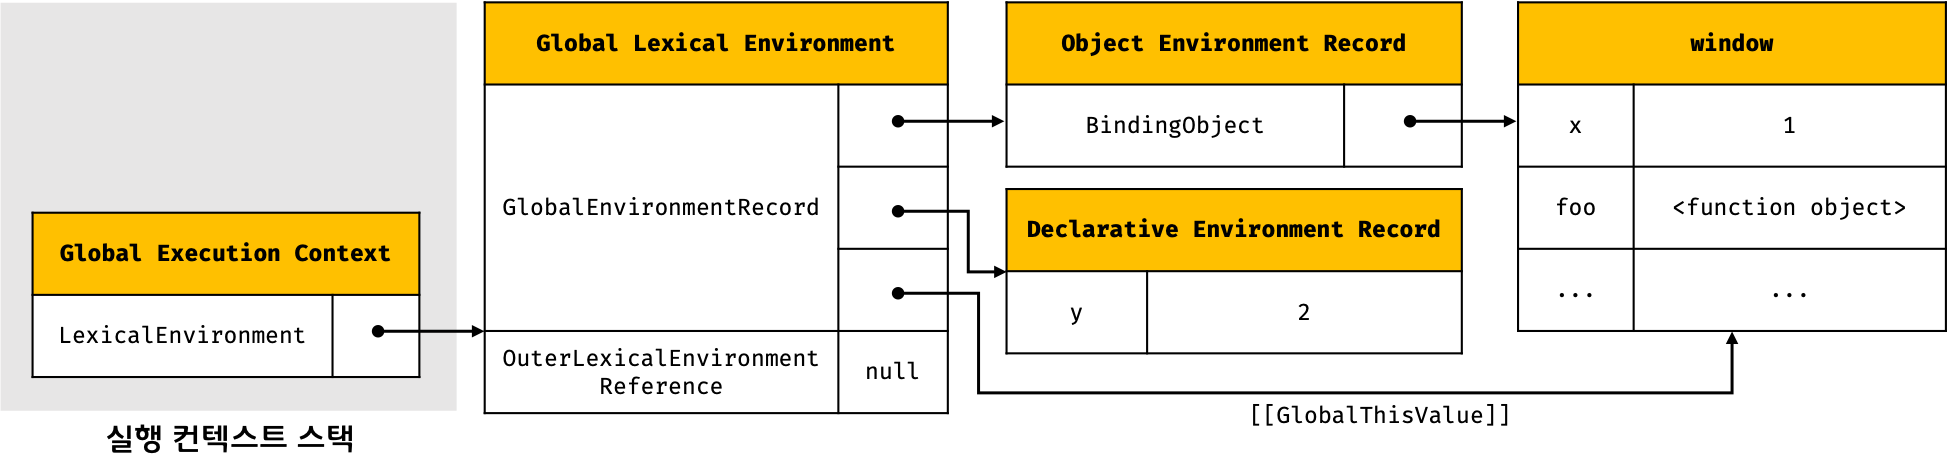 Global Execution Context
LexicalEnvironment
실행 컨텍스트 스택
Global Lexical Environment
GlobalEnvironmentRecord
OuterLexicalEnvironment
Reference
null
Object Environment Record
BindingObject
Declarative Environment Record
y 2
[[GlobalThisValue]]
window
x 1
foo <function object>
... ...